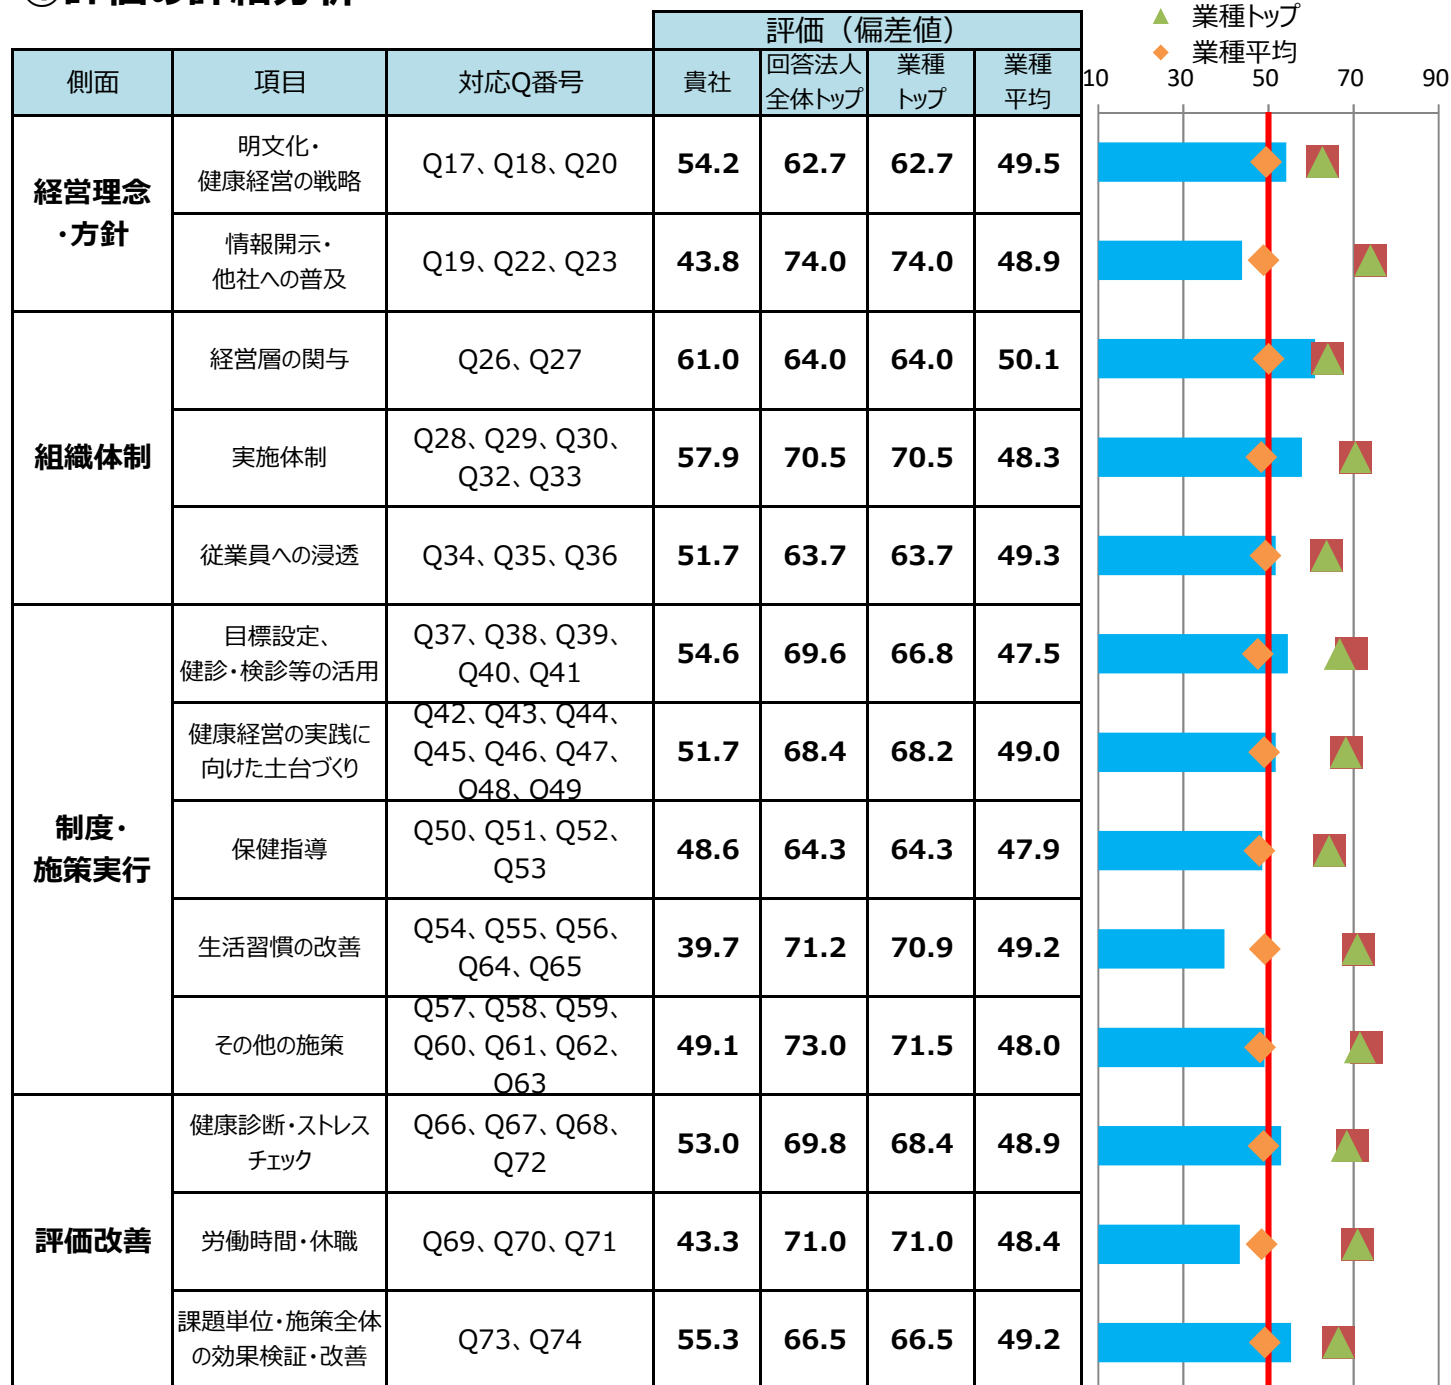 ③評価の詳細分析
▲ 業種トップ
◆ 業種平均
評価（偏差値）
側面 項目 対応Q番号 貴社 回答法人全体トップ 業種トップ 業種平均
10 30 50 70 90
経営理念・方針
明文化・
健康経営の戦略
Q17、Q18、Q20 54.2 62.7 62.7 49.5
情報開示・
他社への普及
Q19、Q22、Q23 43.8 74.0 74.0 48.9
組織体制
経営層の関与 Q26、Q27 61.0 64.0 64.0 50.1
実施体制
Q28、Q29、Q30、
Q32、Q33
57.9 70.5 70.5 48.3
従業員への浸透 Q34、Q35、Q36 51.7 63.7 63.7 49.3
制度・
施策実行
目標設定、
健診・検診等の活用
Q37、Q38、Q39、
Q40、Q41
54.6 69.6 66.8 47.5
健康経営の実践に
向けた土台づくり
Q42、Q43、Q44、
Q45、Q46、Q47、
Q48、Q49
51.7 68.4 68.2 49.0
保健指導
Q50、Q51、Q52、
Q53
48.6 64.3 64.3 47.9
生活習慣の改善
Q54、Q55、Q56、
Q64、Q65
39.7 71.2 70.9 49.2
その他の施策
Q57、Q58、Q59、
Q60、Q61、Q62、
Q63
49.1 73.0 71.5 48.0
評価改善
健康診断・ストレス
チェック
Q66、Q67、Q68、
Q72
53.0 69.8 68.4 48.9
労働時間・休職 Q69、Q70、Q71 43.3 71.0 71.0 48.4
課題単位・施策全体
の効果検証・改善
Q73、Q74 55.3 66.5 66.5 49.2